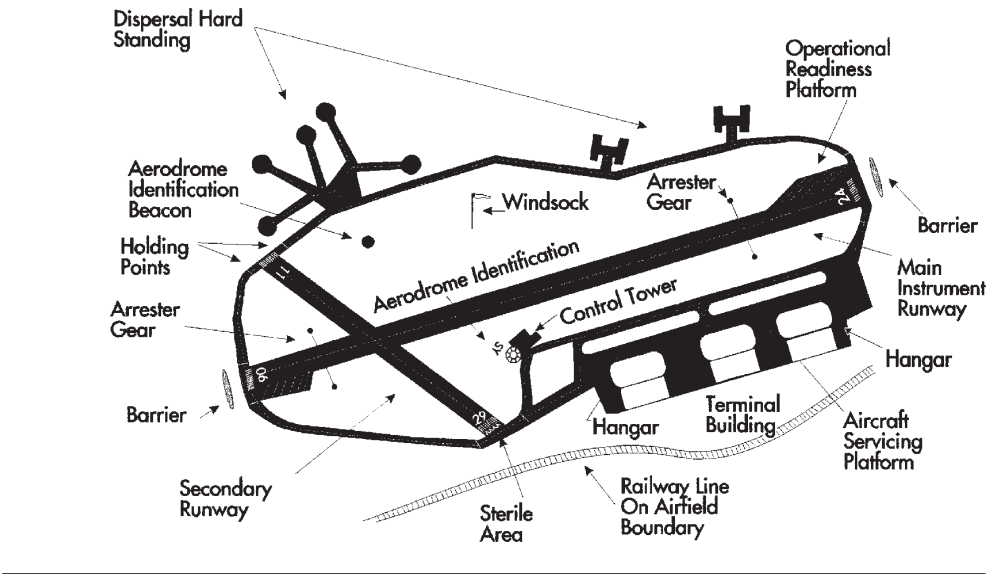 Dispersal Hard
Standing
Operational
Readiness
Platform
Aerodrome
Identification
Beacon
Windsock
Arrester
Gear
24
Barrier
Holding
Points
11
Aerodrome Identification
Main
Instrument
Runway
Control Tower
Arrester
Gear
SY
Hangar
06
Barrier
29
Hangar
Terminal
Building
Aircraft
Servicing
Platform
Secondary
Runway
Sterile
Area
Railway Line
On Airfield
Boundary